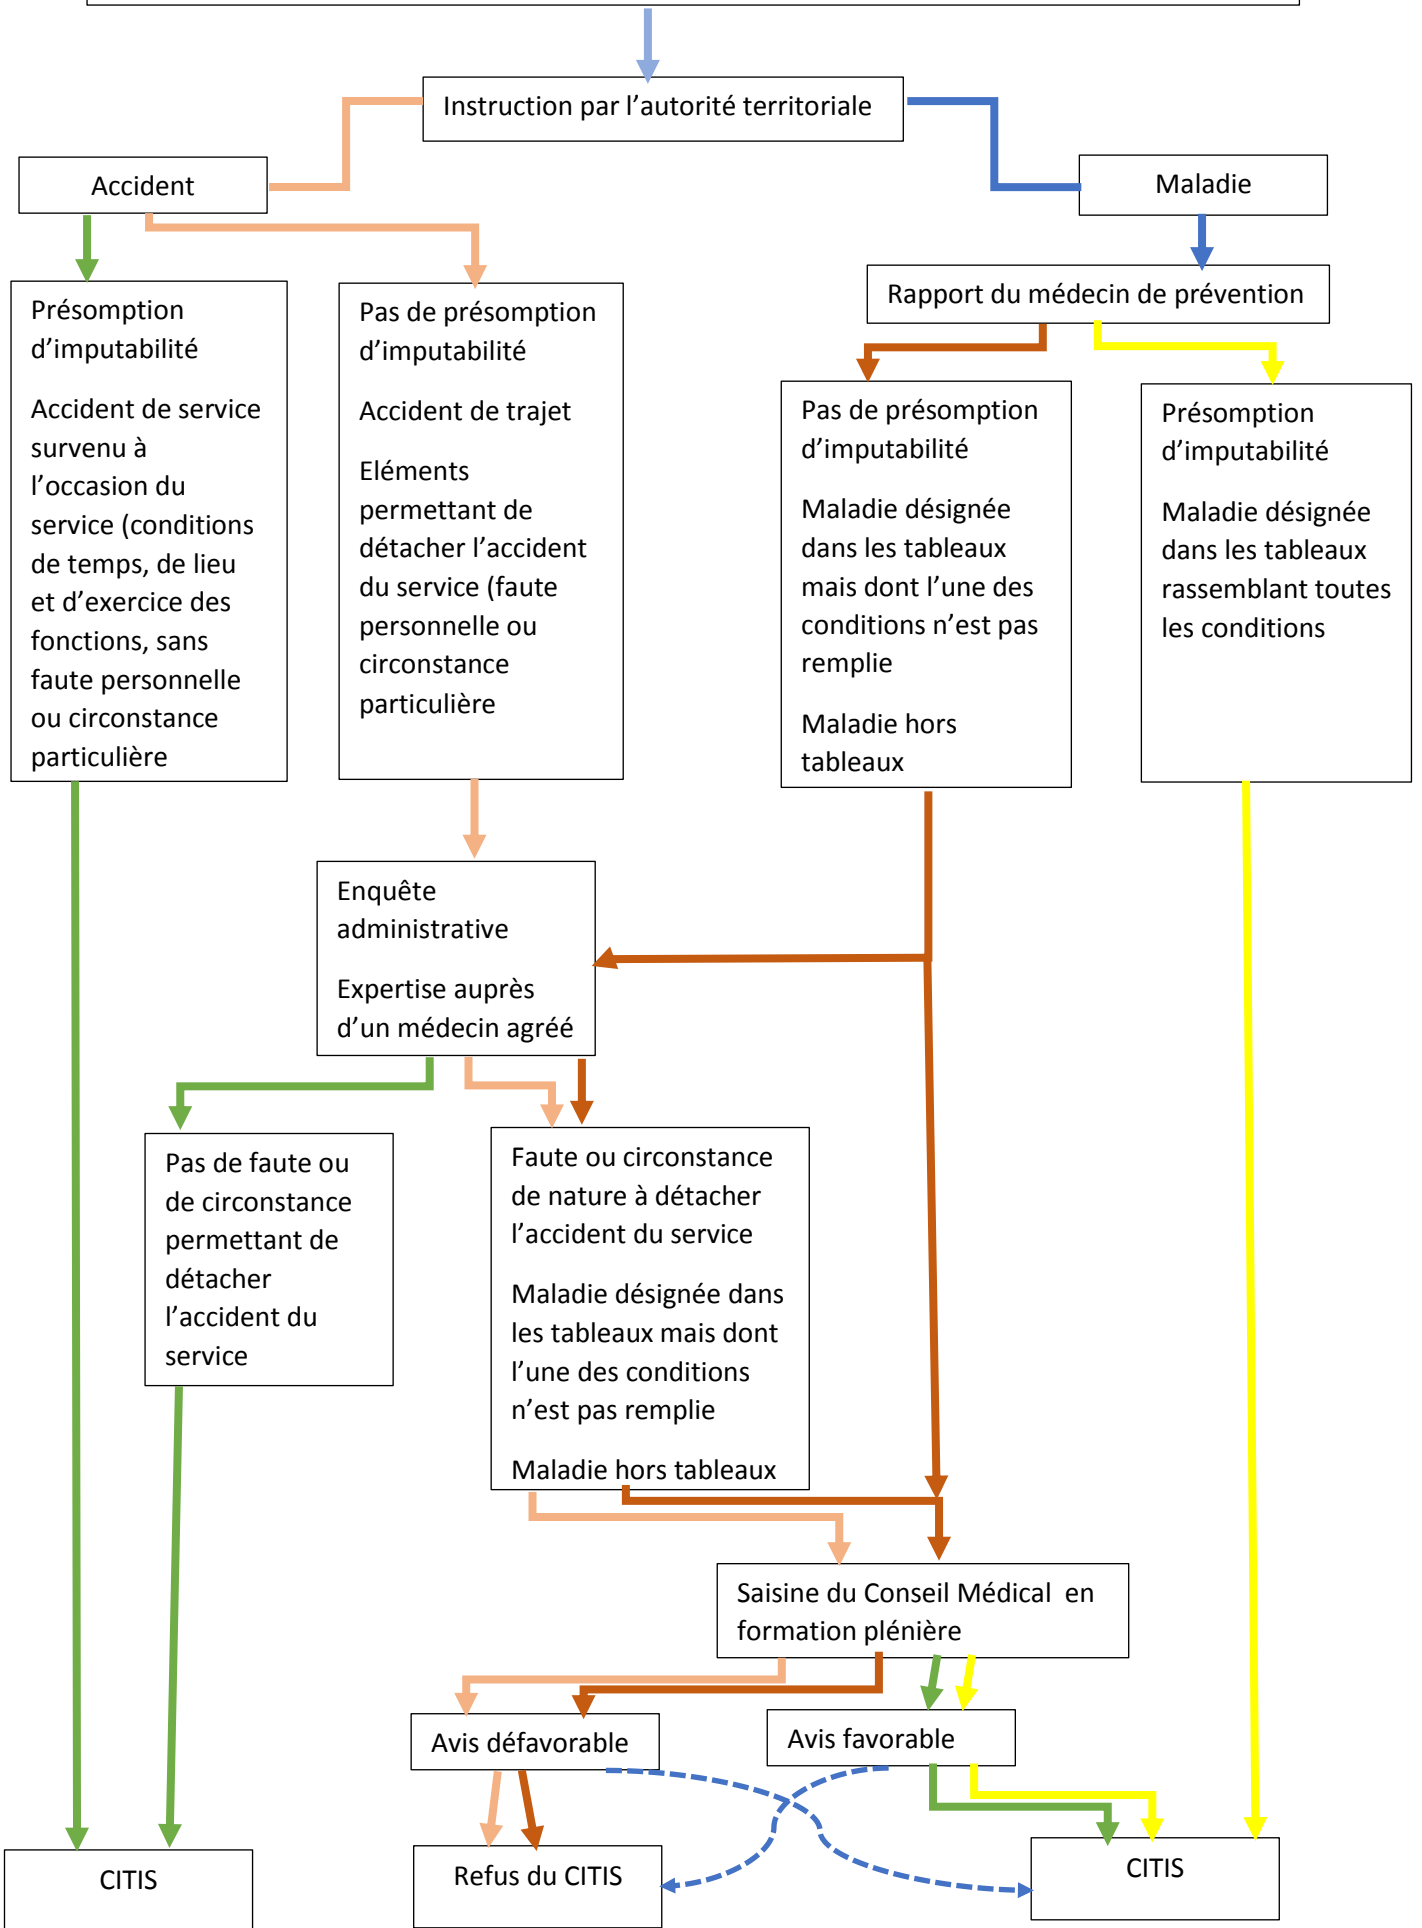 Instruction par l’autorité territoriale
Accident
Maladie
Rapport du médecin de prévention
Présomption
d’imputabilité
Accident de service
survenu à
l’occasion du
service (conditions
de temps, de lieu
et d’exercice des
fonctions, sans
faute personnelle
ou circonstance
particulière
Pas de présomption
d’imputabilité
Accident de trajet
Eléments
permettant de
détacher l’accident
du service (faute
personnelle ou
circonstance
particulière
Pas de présomption
d’imputabilité
Maladie désignée
dans les tableaux
mais dont l’une des
conditions n’est pas
remplie
Maladie hors
tableaux
Présomption
d’imputabilité
Maladie désignée
dans les tableaux
rassemblant toutes
les conditions
Enquête
administrative
Expertise auprès
d’un médecin agréé
Pas de faute ou
de circonstance
permettant de
détacher
l’accident du
service
Faute ou circonstance
de nature à détacher
l’accident du service
Maladie désignée dans
les tableaux mais dont
l’une des conditions
n’est pas remplie
Maladie hors tableaux
Saisine du Conseil Médical  en
formation plénière
Avis défavorable
Avis favorable
CITIS
Refus du CITIS
CITIS